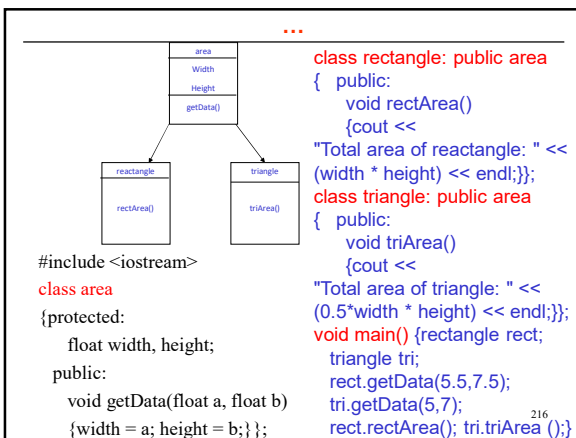 ...
area
Width
Height
getData()
reactangle
rectArea()
triangle
triArea()
#include <iostream>
class area
{protected:
float width, height;
public:
void getData(float a, float b)
{width = a; height = b;}};
class rectangle: public area
{ public:
void rectArea()
{cout <<
"Total area of reactangle: " <<
(width * height) << endl;}};
class triangle: public area
{ public:
void triArea()
{cout <<
"Total area of triangle: " <<
(0.5*width * height) << endl;}};
void main() {rectangle rect;
triangle tri;
rect.getData(5.5,7.5);
tri.getData(5,7);
rect.rectArea(); tri.triArea ();}
216